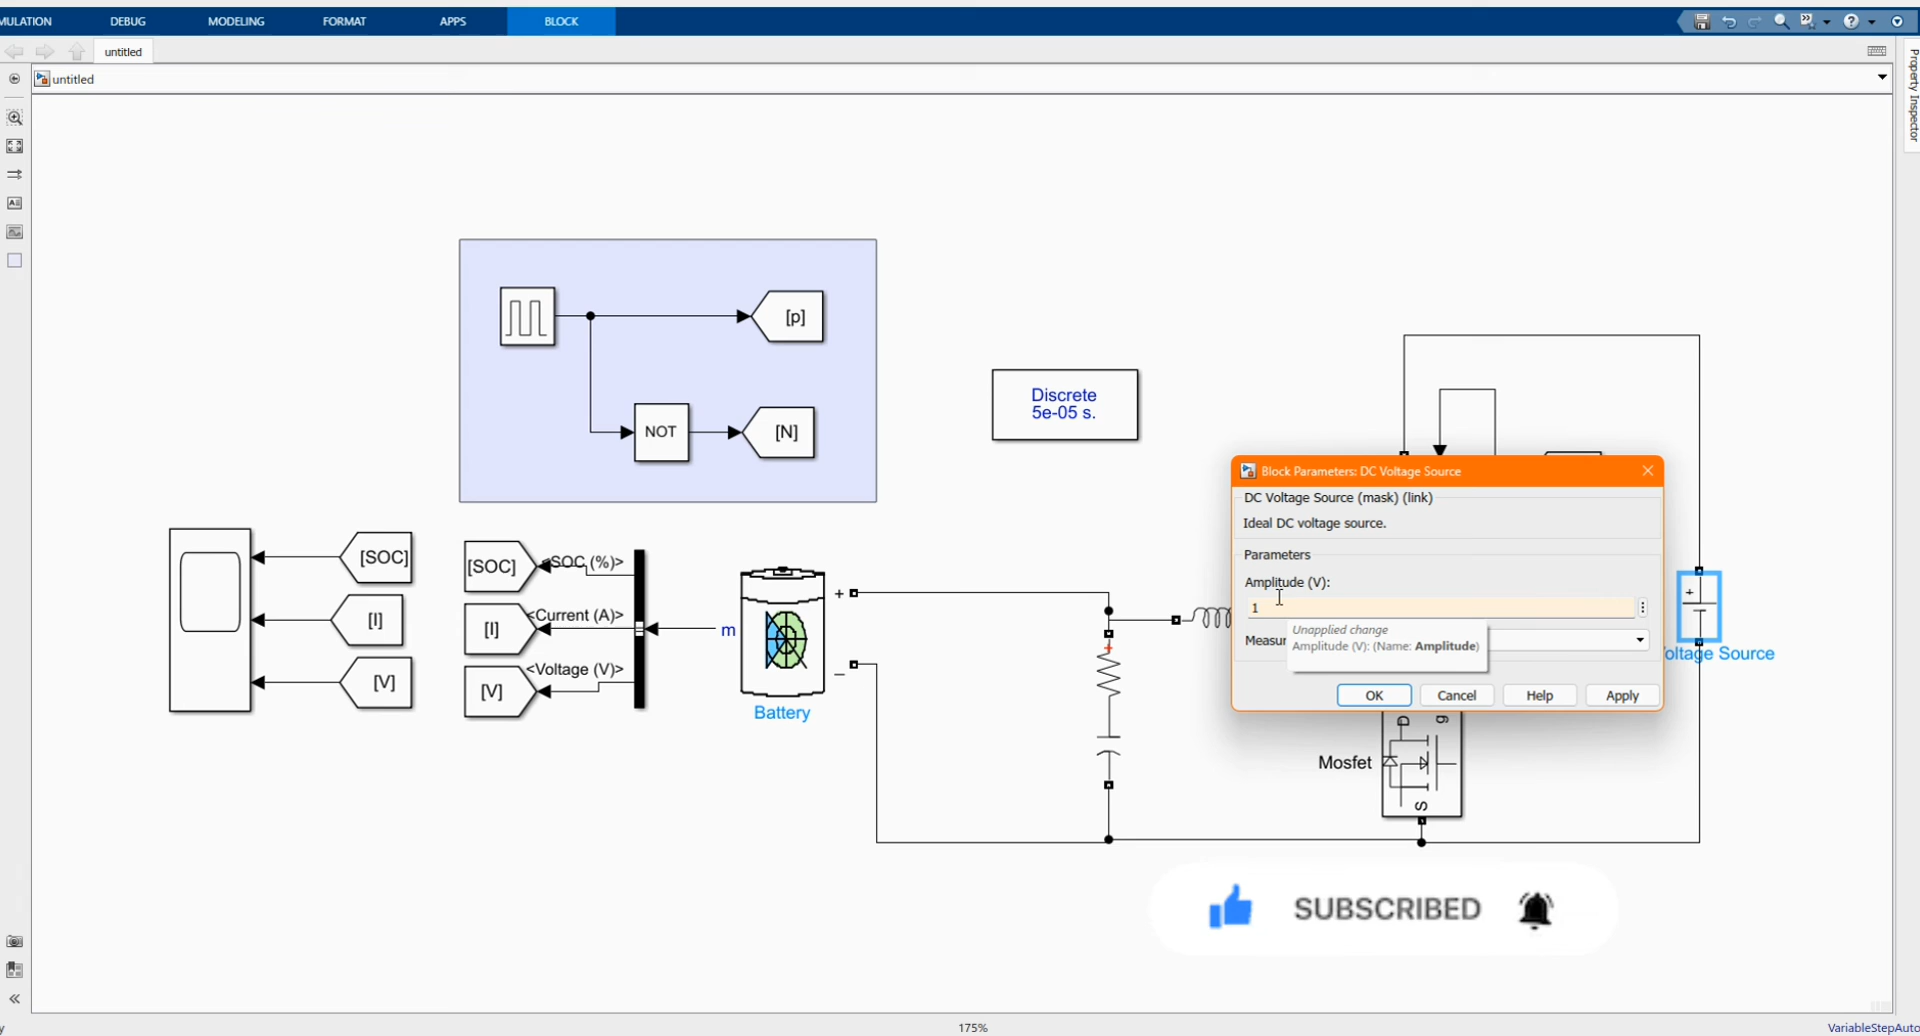 MULATION
DEBUG
MODELING
FORMAT
APPS
BLOCK
untitled
untitled
Property Inspector
[p]
NOT
[N]
Discrete
5e-05 s.
[SOC]
[I]
[V]
[SOC]
[I]
[V]
<SOC (%)>
<Current (A)>
<Voltage (V)>
m
+
−
Battery
+
Block Parameters: DC Voltage Source
DC Voltage Source (mask) (link)
Ideal DC voltage source.
Parameters
Amplitude (V):
1
Unapplied change
Amplitude (V): (Name: Amplitude)
Measur
OK
Cancel
Help
Apply
+
oltage Source
D
g
Mosfet
S
SUBSCRIBED
175%
VariableStepAuto